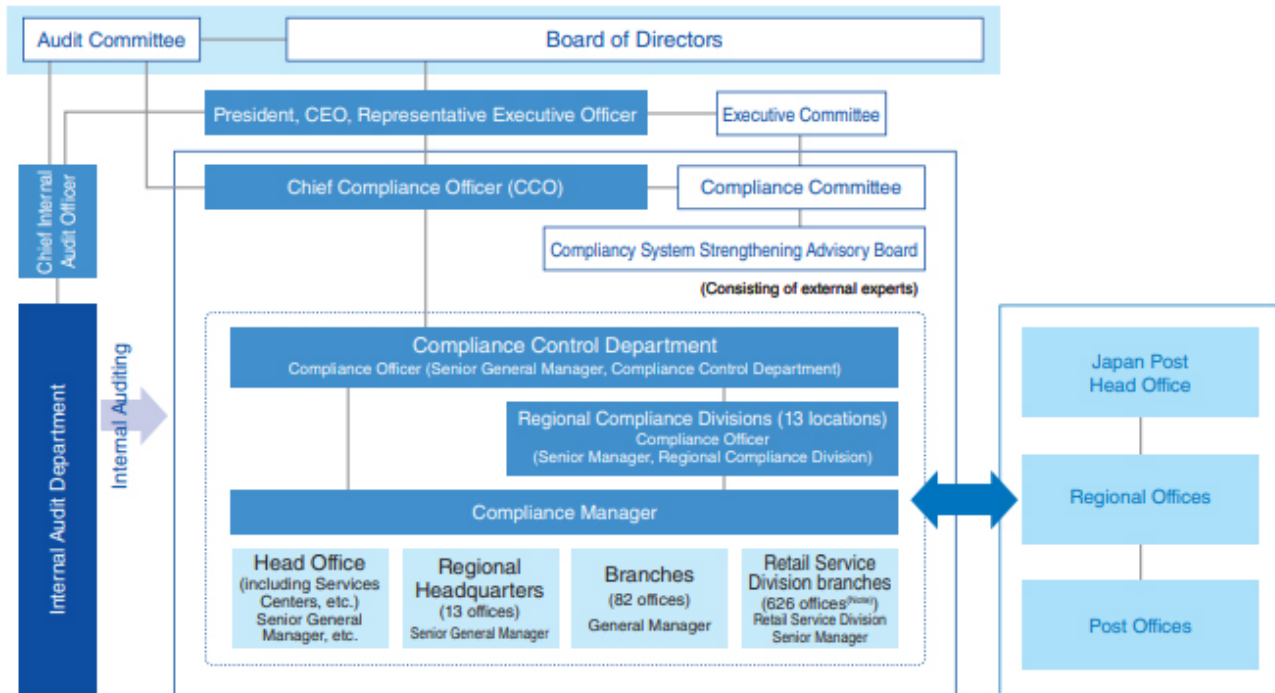 Audit Committee
Board of Directors
President, CEO, Representative Executive Officer
Executive Committee
Chief Internal
Audit Officer
Chief Compliance Officer (CCO)
Compliance Committee
Compliancy System Strengthening Advisory Board
(Consisting of external experts)
Internal Audit Department
Internal Auditing
Compliance Control Department
Compliance Officer (Senior General Manager, Compliance Control Department)
Regional Compliance Divisions (13 locations)
Compliance Officer
(Senior Manager, Regional Compliance Division)
Compliance Manager
Head Office
(including Services
Centers, etc.)
Senior General
Manager, etc.
Regional
Headquarters
(13 offices)
Senior General Manager
Branches
(82 offices)
General Manager
Retail Service
Division branches
(626 offices(Note))
Retail Service Division
Senior Manager
Japan Post
Head Office
Regional Offices
Post Offices